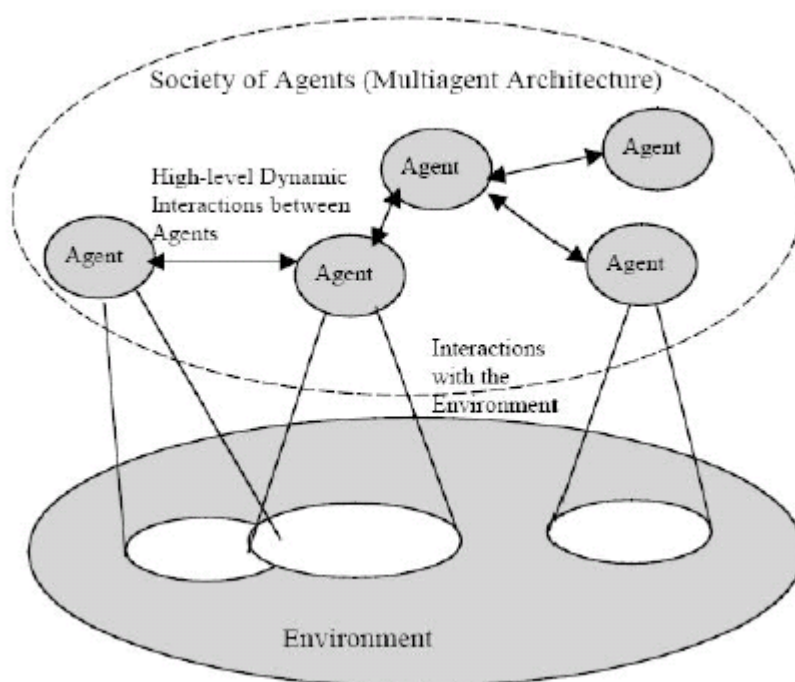 Society of Agents (Multiagent Architecture)
Agent
Agent
High-level Dynamic
Interactions between
Agents
Agent
Agent
Agent
Interactions
with the
Environment
Environment